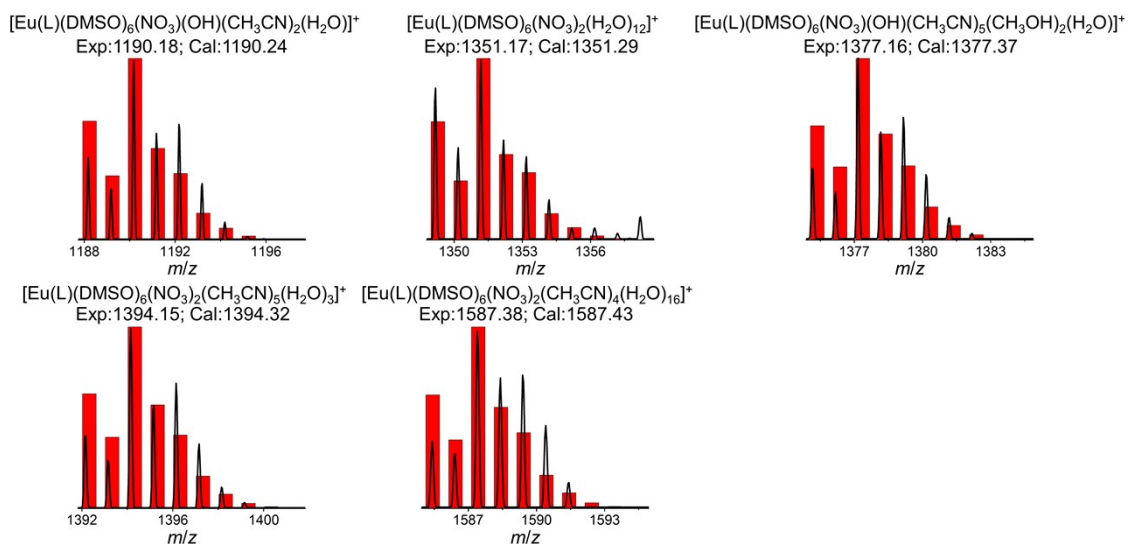 [Eu(L)(DMSO)₆(NO₃)(OH)(CH₃CN)₂(H₂O)]⁺
Exp:1190.18; Cal:1190.24
1188 1192 1196
m/z
[Eu(L)(DMSO)₆(NO₃)₂(H₂O)₁₂]⁺
Exp:1351.17; Cal:1351.29
1350 1353 1356
m/z
[Eu(L)(DMSO)₆(NO₃)(OH)(CH₃CN)₅(CH₃OH)₂(H₂O)]⁺
Exp:1377.16; Cal:1377.37
1377 1380 1383
m/z
[Eu(L)(DMSO)₆(NO₃)₂(CH₃CN)₅(H₂O)₃]⁺
Exp:1394.15; Cal:1394.32
1392 1396 1400
m/z
[Eu(L)(DMSO)₆(NO₃)₂(CH₃CN)₄(H₂O)₁₆]⁺
Exp:1587.38; Cal:1587.43
1587 1590 1593
m/z